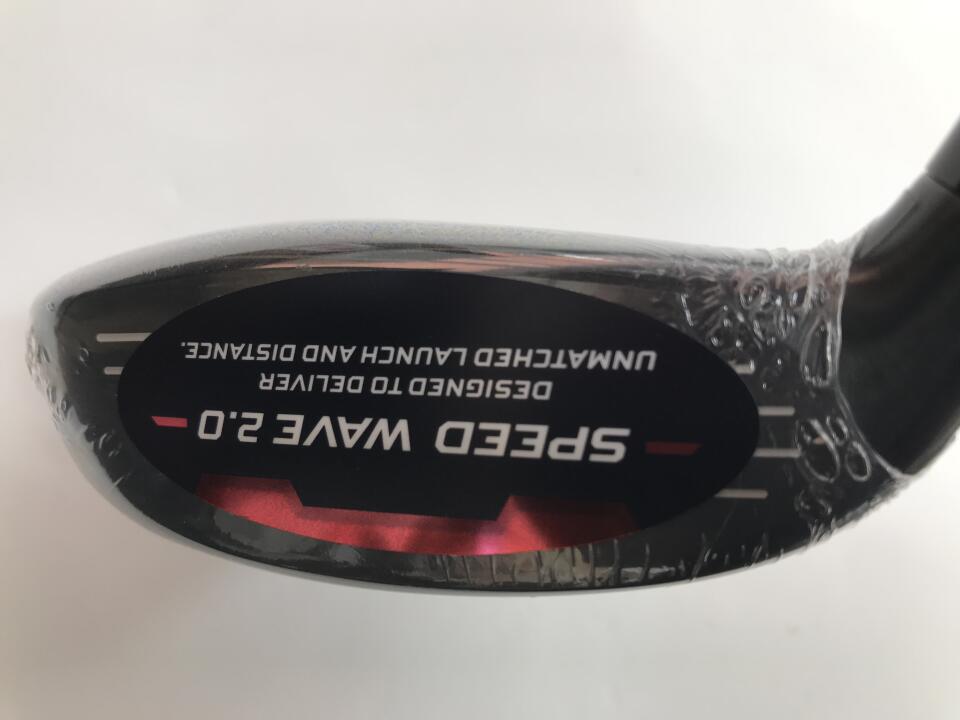 SPEED WAVE 2.0
DESIGNED TO DELIVER
UNMATCHED LAUNCH AND DISTANCE.